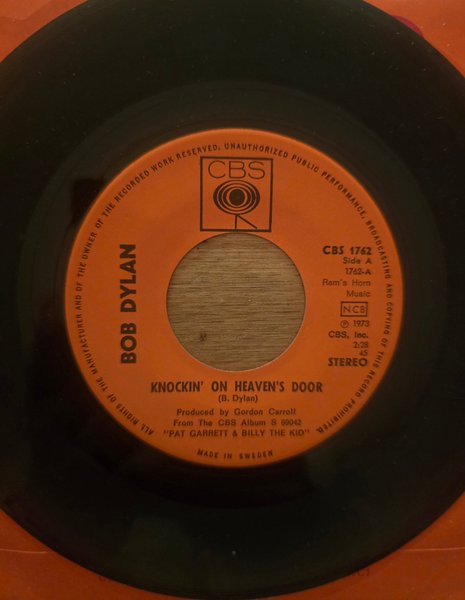 ALL RIGHTS OF THE MANUFACTURER AND OF THE OWNER OF THE RECORDED WORK RESERVED, UNAUTHORIZED PUBLIC PERFORMANCE, BROADCASTING AND COPYING OF THIS RECORD PROHIBITED.
CBS
BOB DYLAN
CBS 1762
Side A
1762-A
Ram's Horn
Music
NCB
℗ 1973
CBS, Inc.
2:28
45
STEREO
KNOCKIN' ON HEAVEN'S DOOR
(B. Dylan)
Produced by Gordon Carroll
From The CBS Album S 69042
"PAT GARRETT & BILLY THE KID"
MADE IN SWEDEN